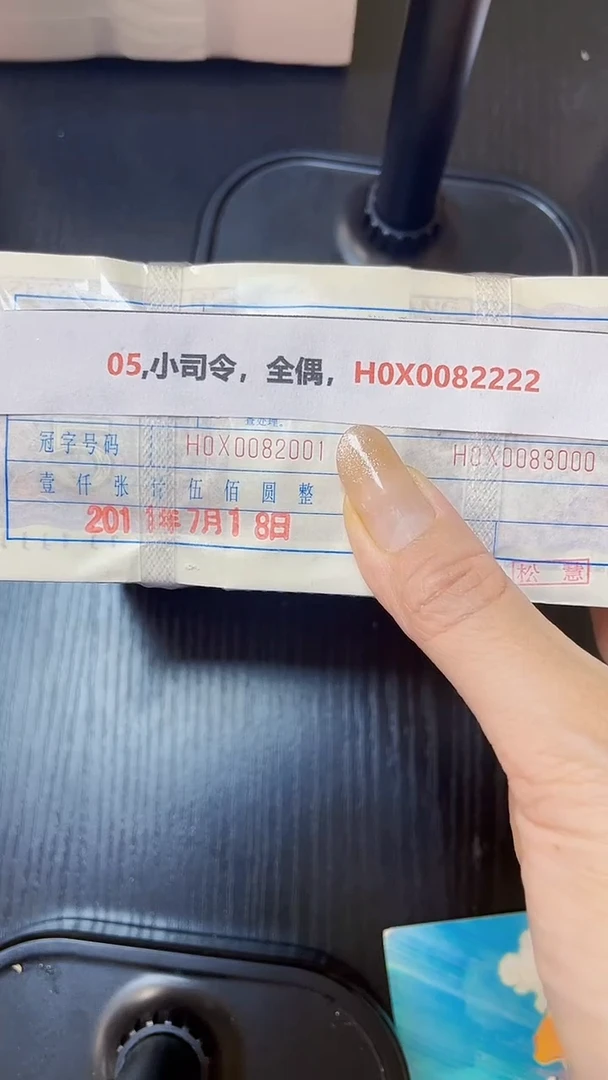 05,小司令，全偶，H0X0082222
冠字号码 H0X0082001 H0X0083000
壹仟张 计 伍佰圆整
2011年7月18日
松慧